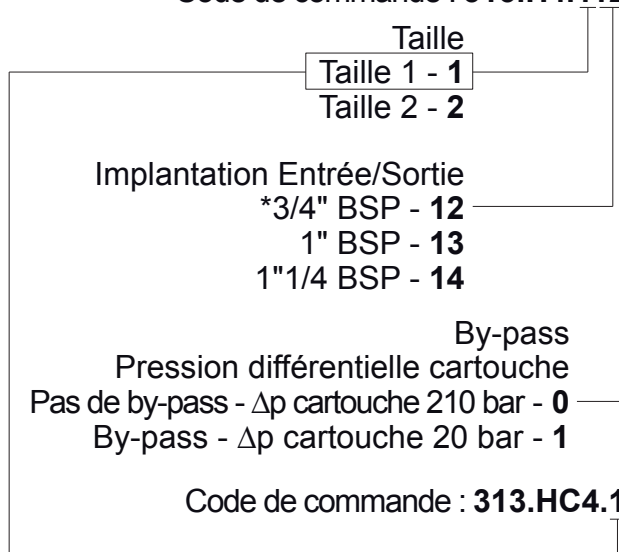 Taille
Taille 1 - 1
Taille 2 - 2
Implantation Entrée/Sortie
*3/4" BSP - 12
1" BSP - 13
1"1/4 BSP - 14
By-pass
Pression différentielle cartouche
Pas de by-pass - Δp cartouche 210 bar - 0
By-pass - Δp cartouche 20 bar - 1
Code de commande : 313.HC4.1